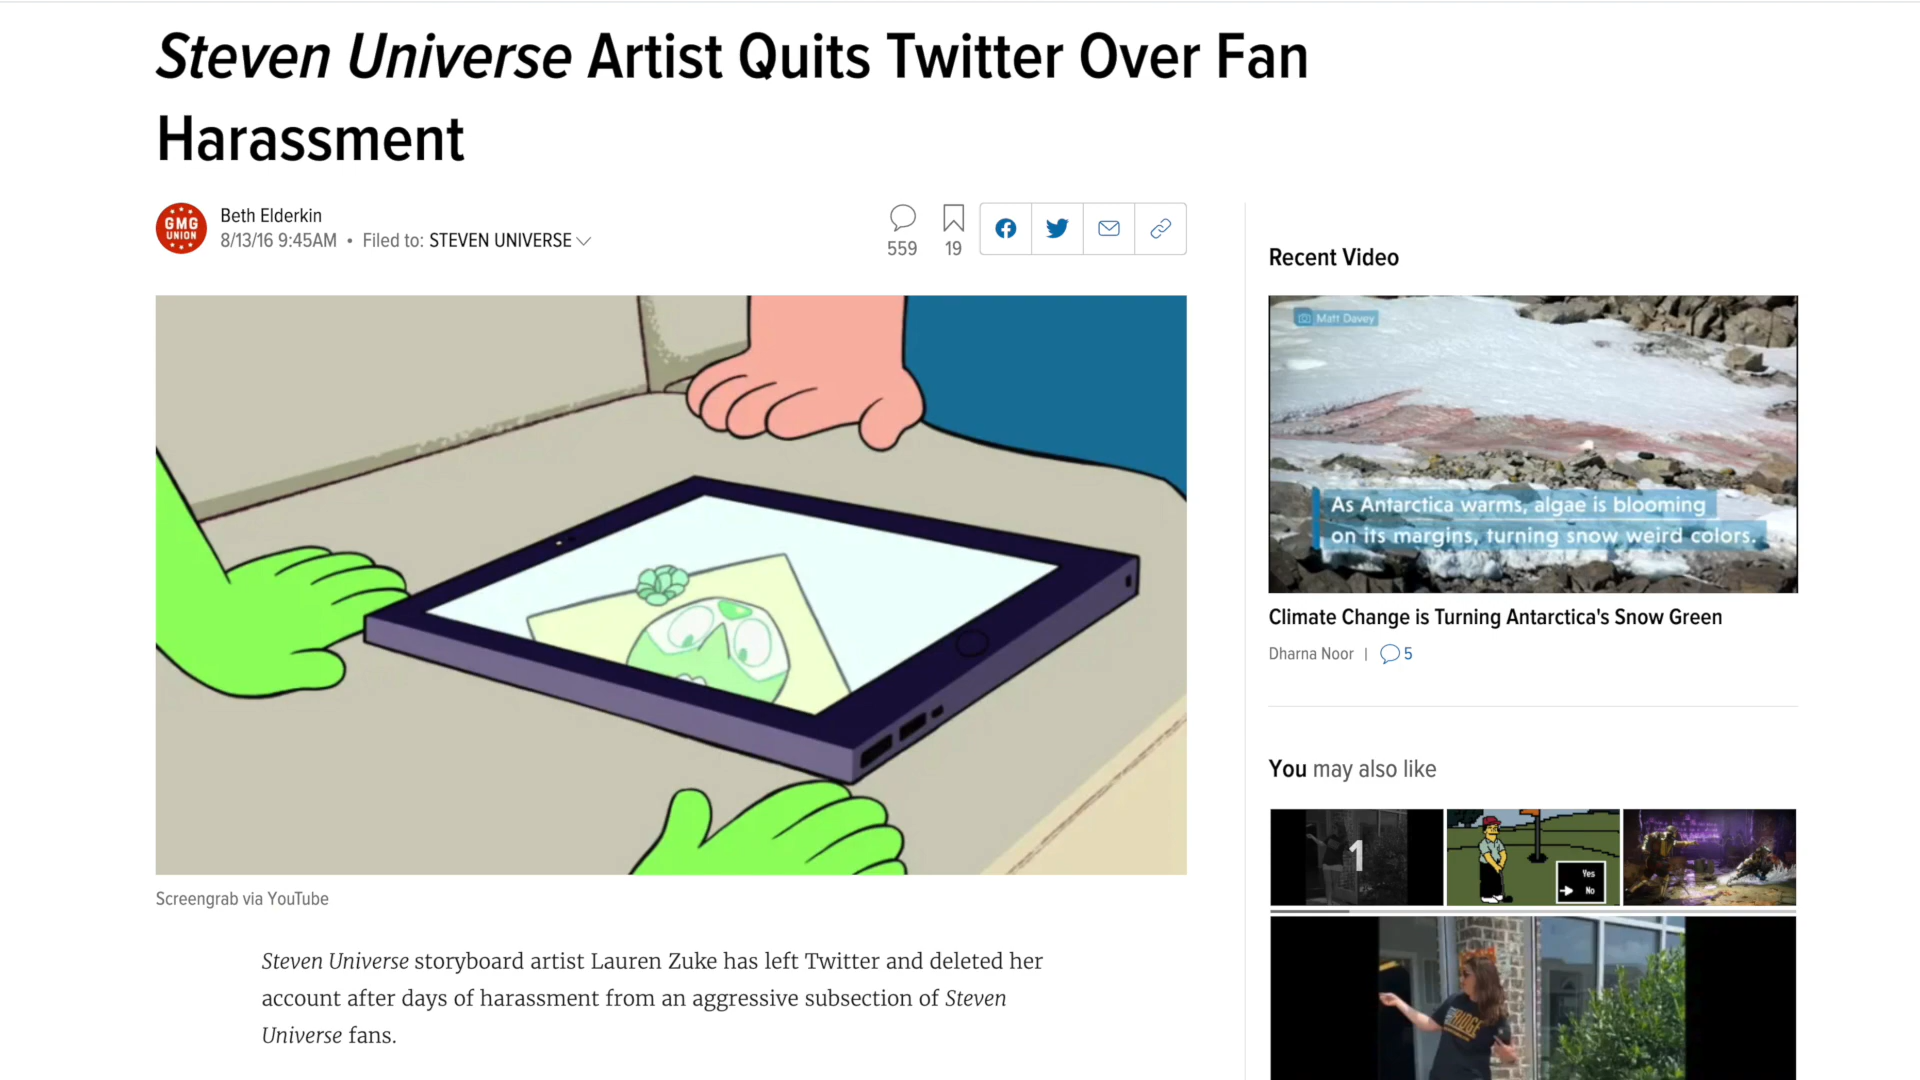 Steven Universe Artist Quits Twitter Over Fan
Harassment
GMG
UNION
Beth Elderkin
8/13/16 9:45AM • Filed to: STEVEN UNIVERSE
559
19
Screengrab via YouTube
Steven Universe storyboard artist Lauren Zuke has left Twitter and deleted her
account after days of harassment from an aggressive subsection of Steven
Universe fans.
Recent Video
Matt Davey
As Antarctica warms, algae is blooming
on its margins, turning snow weird colors.
Climate Change is Turning Antarctica's Snow Green
Dharna Noor | 5
You may also like
1
Yes
No